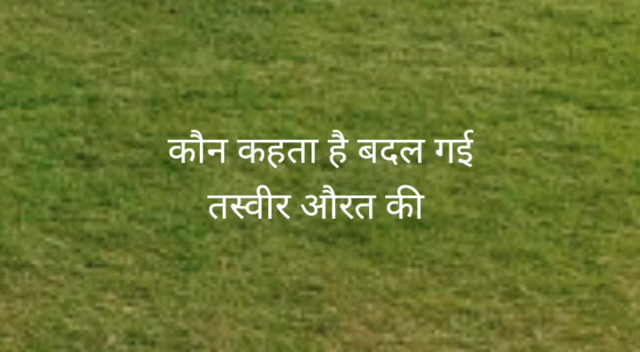 कौन कहता है बदल गई
तस्वीर औरत की